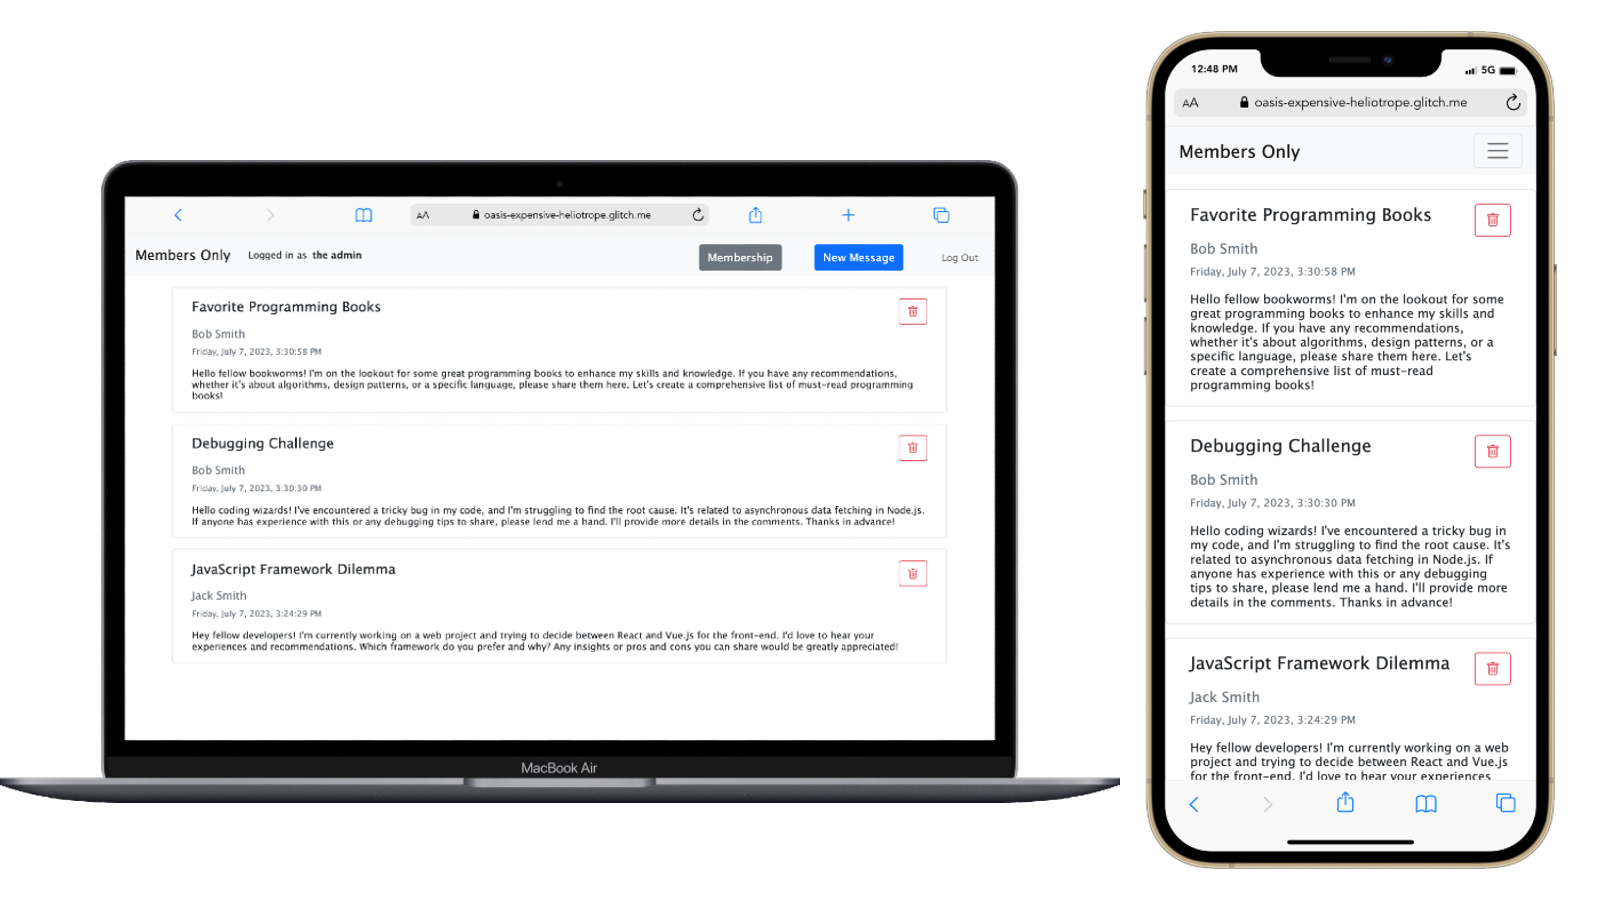 AA oasis-expensive-heliotrope.glitch.me
Members Only Logged in as the admin Membership New Message Log Out
Favorite Programming Books
Bob Smith
Friday, July 7, 2023, 3:30:58 PM
Hello fellow bookworms! I'm on the lookout for some great programming books to enhance my skills and knowledge. If you have any recommendations,
whether it's about algorithms, design patterns, or a specific language, please share them here. Let's create a comprehensive list of must-read programming
books!
Debugging Challenge
Bob Smith
Friday, July 7, 2023, 3:30:30 PM
Hello coding wizards! I've encountered a tricky bug in my code, and I'm struggling to find the root cause. It's related to asynchronous data fetching in Node.js.
If anyone has experience with this or any debugging tips to share, please lend me a hand. I'll provide more details in the comments. Thanks in advance!
JavaScript Framework Dilemma
Jack Smith
Friday, July 7, 2023, 3:24:29 PM
Hey fellow developers! I'm currently working on a web project and trying to decide between React and Vue.js for the front-end. I'd love to hear your
experiences and recommendations. Which framework do you prefer and why? Any insights or pros and cons you can share would be greatly appreciated!
MacBook Air
12:48 PM 5G
AA oasis-expensive-heliotrope.glitch.me
Members Only
Favorite Programming Books
Bob Smith
Friday, July 7, 2023, 3:30:58 PM
Hello fellow bookworms! I'm on the lookout for some
great programming books to enhance my skills and
knowledge. If you have any recommendations,
whether it's about algorithms, design patterns, or a
specific language, please share them here. Let's
create a comprehensive list of must-read
programming books!
Debugging Challenge
Bob Smith
Friday, July 7, 2023, 3:30:30 PM
Hello coding wizards! I've encountered a tricky bug in
my code, and I'm struggling to find the root cause. It's
related to asynchronous data fetching in Node.js. If
anyone has experience with this or any debugging
tips to share, please lend me a hand. I'll provide more
details in the comments. Thanks in advance!
JavaScript Framework Dilemma
Jack Smith
Friday, July 7, 2023, 3:24:29 PM
Hey fellow developers! I'm currently working on a web
project and trying to decide between React and Vue.js
for the front-end. I'd love to hear your experiences